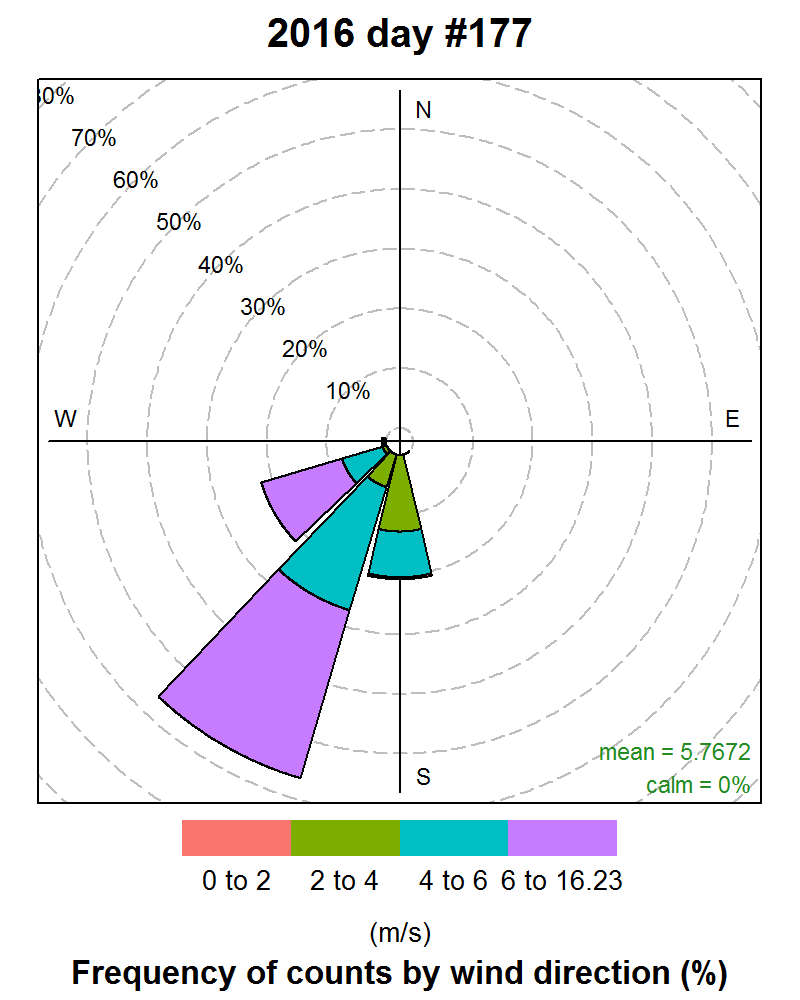 2016 day #177
80%
N
70%
60%
50%
40%
30%
20%
10%
W
E
S
mean = 5.7672
calm = 0%
0 to 2 2 to 4 4 to 6 6 to 16.23
(m/s)
Frequency of counts by wind direction (%)